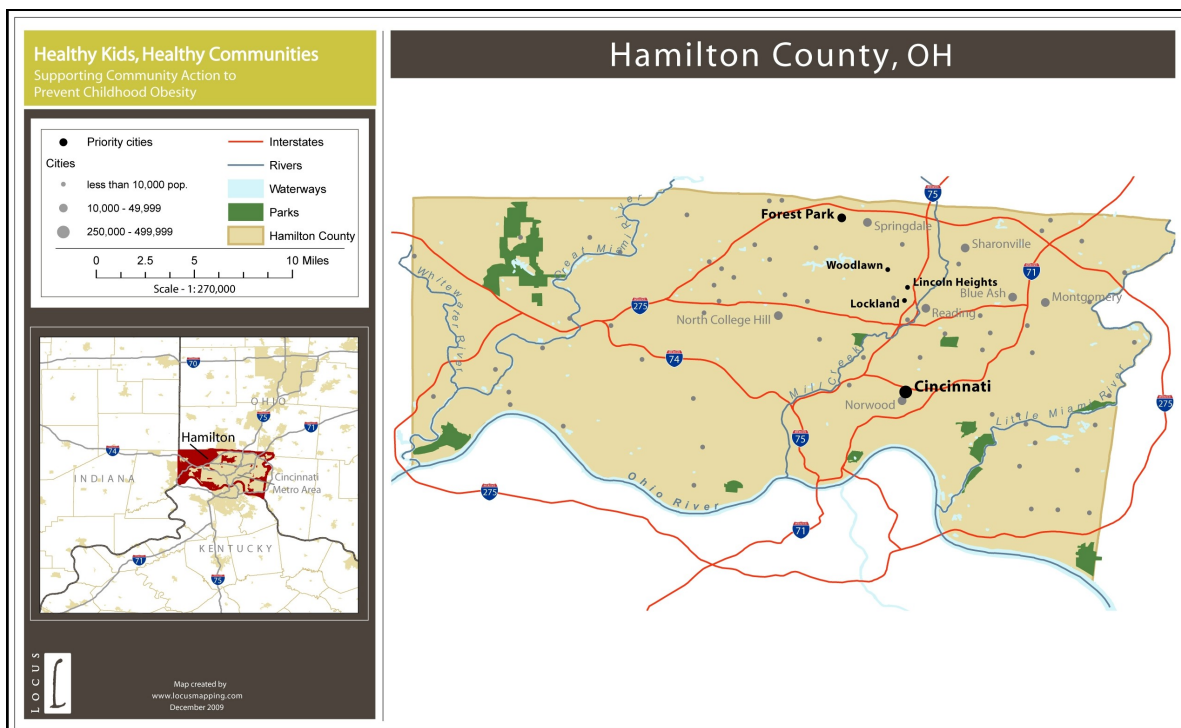 Healthy Kids, Healthy Communities
Supporting Community Action to
Prevent Childhood Obesity
Priority cities
Cities
less than 10,000 pop.
10,000 - 49,999
250,000 - 499,999
Interstates
Rivers
Waterways
Parks
Hamilton County
0 2.5 5 10 Miles
Scale - 1: 270,000
70
OHIO
75
71
Hamilton
74
INDIANA
Cincinnati
Metro Area
KENTUCKY
71
75
LOCUS
Map created by
www.locusmapping.com
December 2009
Hamilton County, OH
75
Forest Park
Springdale
Great Miami River
Sharonville
Woodlawn
71
Whitewater River
Lincoln Heights
275
Lockland
Blue Ash
Montgomery
North College Hill
Reading
74
Mill Creek
Cincinnati
Norwood
Little Miami River
275
75
275
Ohio River
71